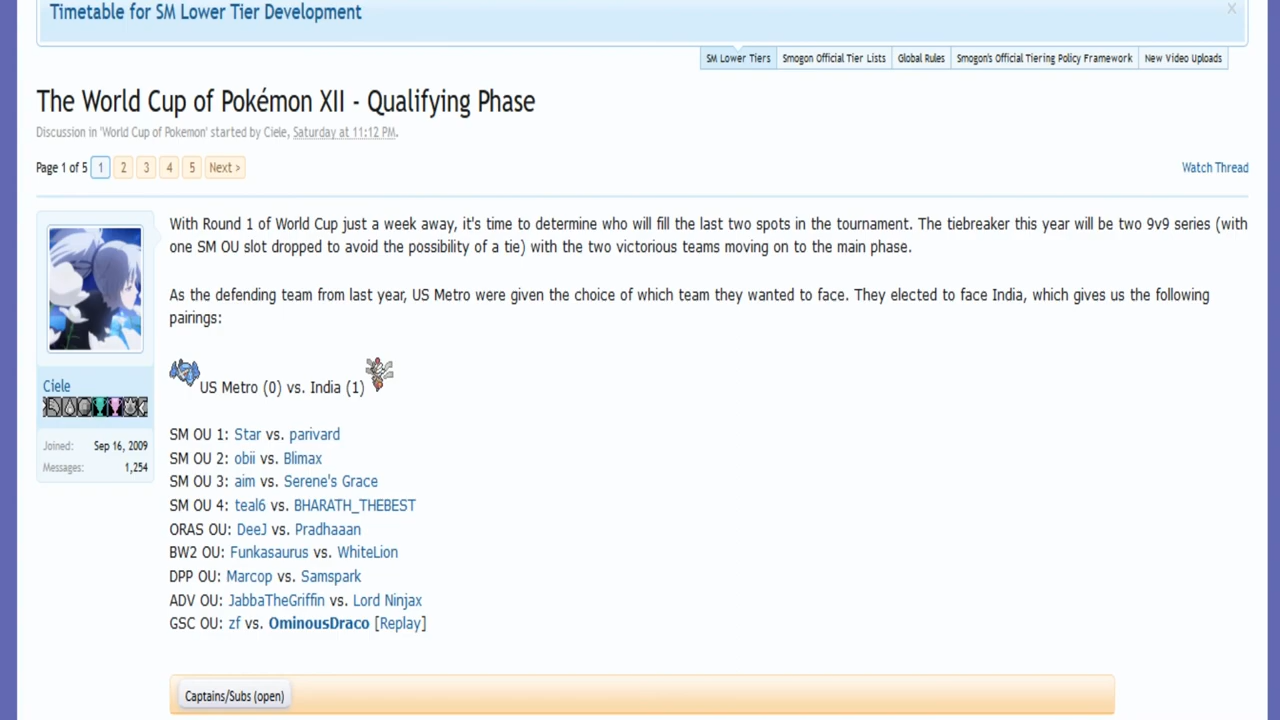 Timetable for SM Lower Tier Development
X
SM Lower Tiers Smogon Official Tier Lists Global Rules Smogon's Official Tiering Policy Framework New Video Uploads
The World Cup of Pokémon XII - Qualifying Phase
Discussion in 'World Cup of Pokemon' started by Ciele, Saturday at 11:12 PM.
Page 1 of 5 1 2 3 4 5 Next > Watch Thread
With Round 1 of World Cup just a week away, it's time to determine who will fill the last two spots in the tournament. The tiebreaker this year will be two 9v9 series (with
one SM OU slot dropped to avoid the possibility of a tie) with the two victorious teams moving on to the main phase.
As the defending team from last year, US Metro were given the choice of which team they wanted to face. They elected to face India, which gives us the following
pairings:
US Metro (0) vs. India (1)
Ciele
Joined: Sep 16, 2009
Messages: 1,254
SM OU 1: Star vs. parivard
SM OU 2: obii vs. Blimax
SM OU 3: aim vs. Serene's Grace
SM OU 4: teal6 vs. BHARATH_THEBEST
ORAS OU: DeeJ vs. Pradhaaan
BW2 OU: Funkasaurus vs. WhiteLion
DPP OU: Marcop vs. Samspark
ADV OU: JabbaTheGriffin vs. Lord Ninjax
GSC OU: zf vs. OminousDraco [Replay]
Captains/Subs (open)